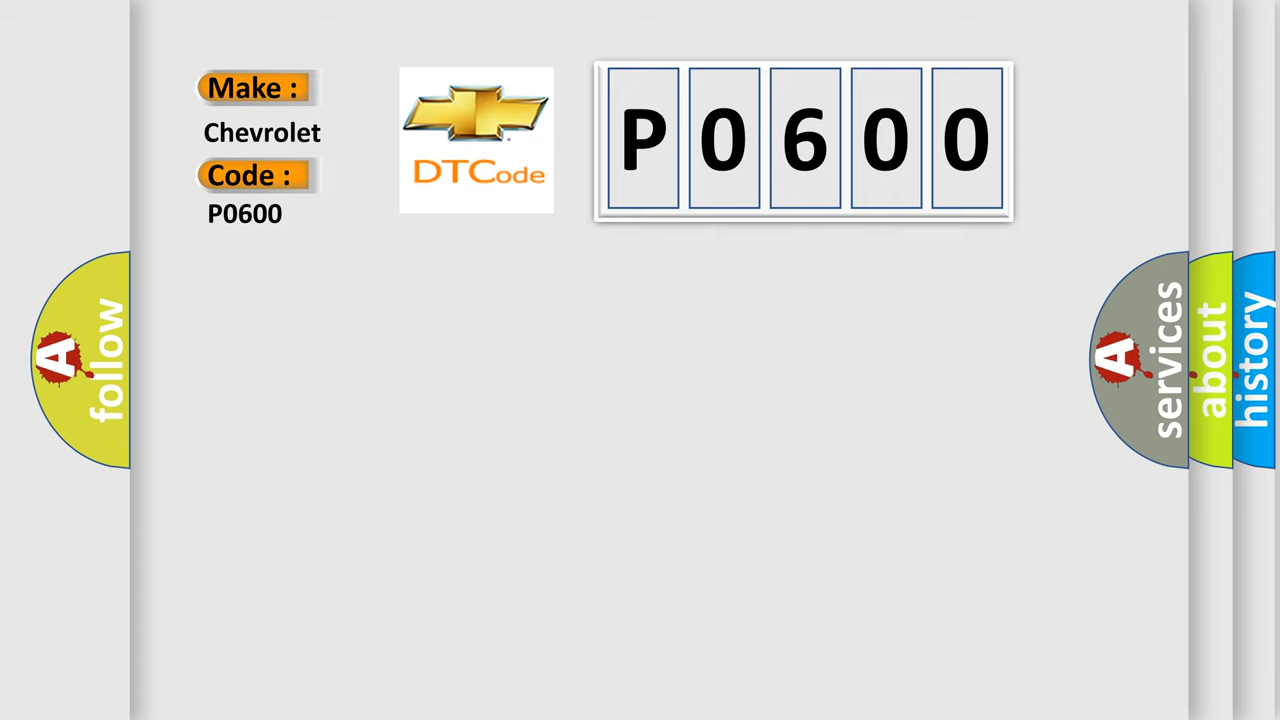 Make :
Chevrolet
Code :
P0600
DTCode
P0600
A follow
A services
about
history